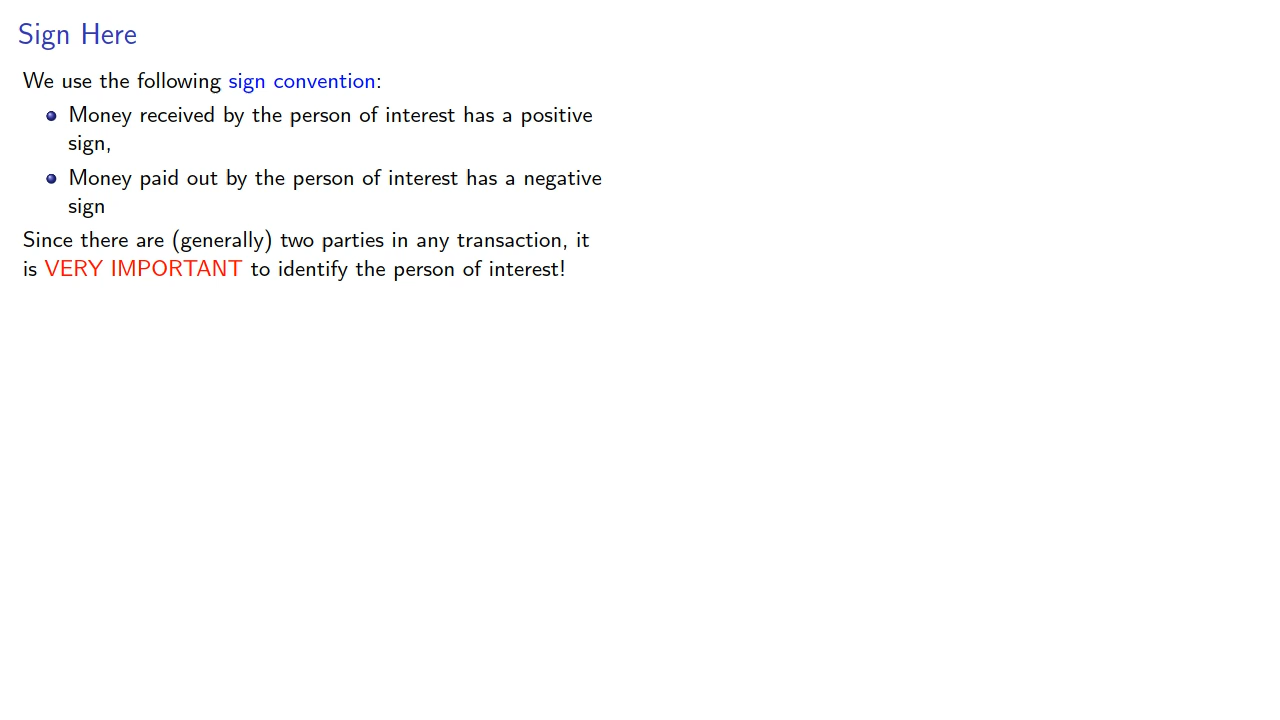 Sign Here
We use the following sign convention:
Money received by the person of interest has a positive
sign,
Money paid out by the person of interest has a negative
sign
Since there are (generally) two parties in any transaction, it
is VERY IMPORTANT to identify the person of interest!